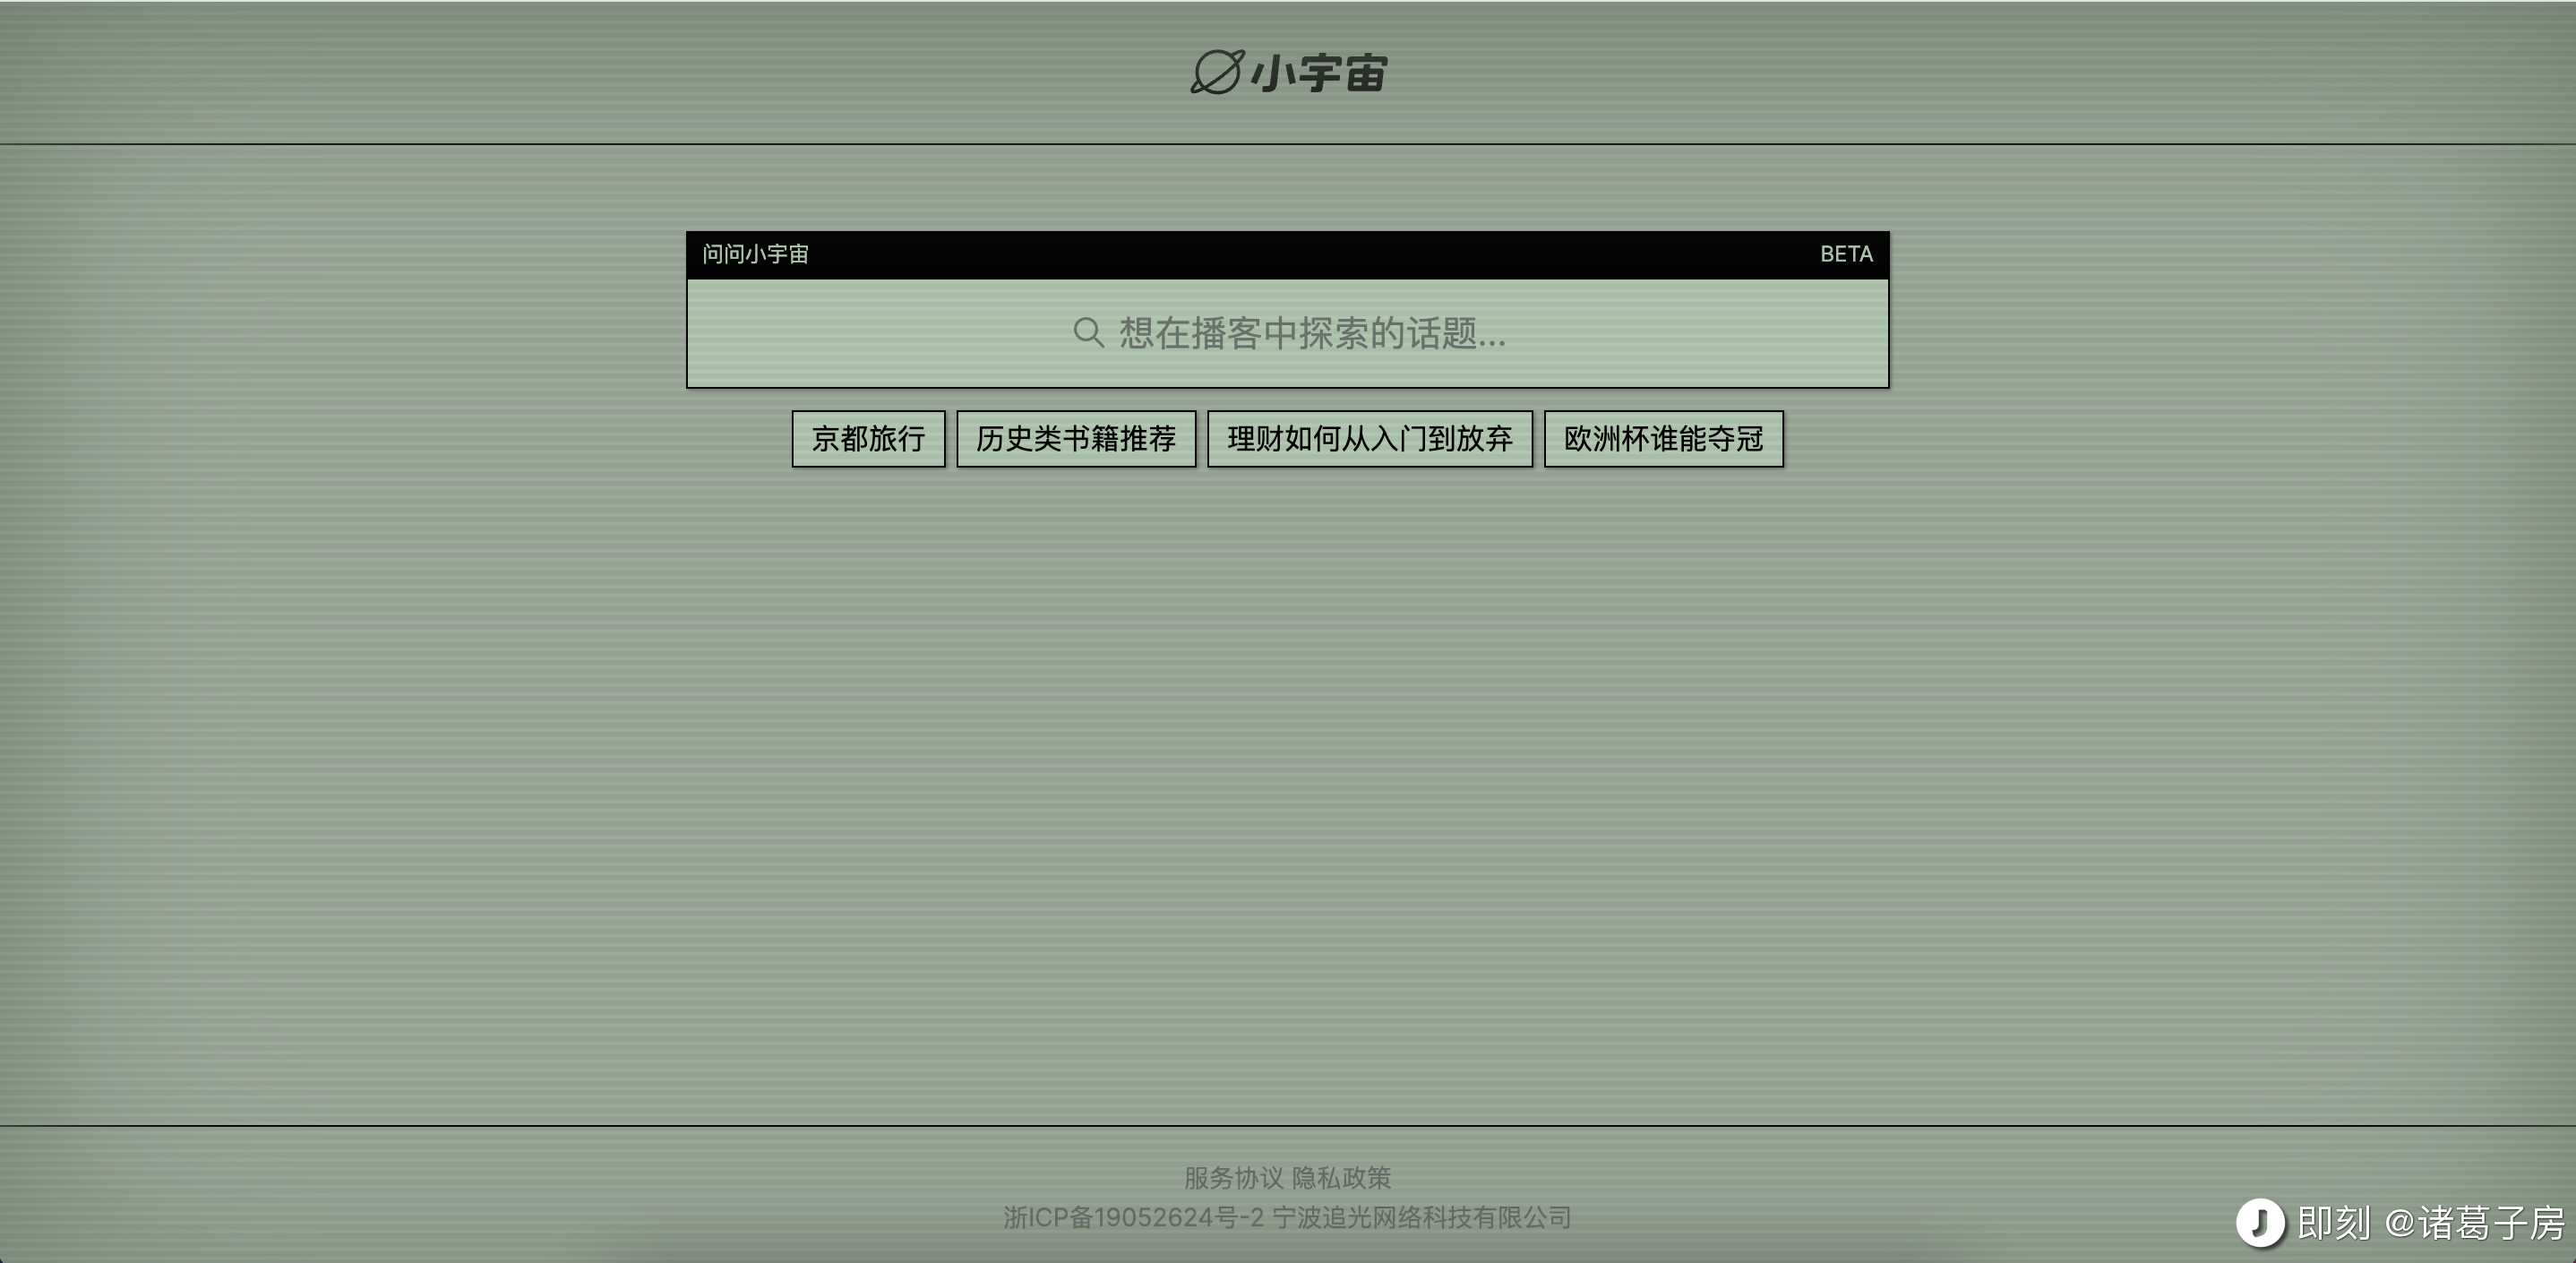 小宇宙
问问小宇宙 BETA
想在播客中探索的话题...
京都旅行 历史类书籍推荐 理财如何从入门到放弃 欧洲杯谁能夺冠
服务协议 隐私政策
浙ICP备19052624号-2 宁波追光网络科技有限公司
即刻 @诸葛子房